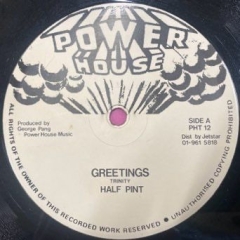 POWER
HOUSE
Produced by
George Pang
Power House Music.
SIDE A
PHT 12
Dist by Jetstar
01-961 5818
GREETINGS
TRINITY
HALF PINT
ALL RIGHTS OF THE OWNER OF THIS RECORDED WORK RESERVED • UNAUTHORISED COPYING PROHIBITED